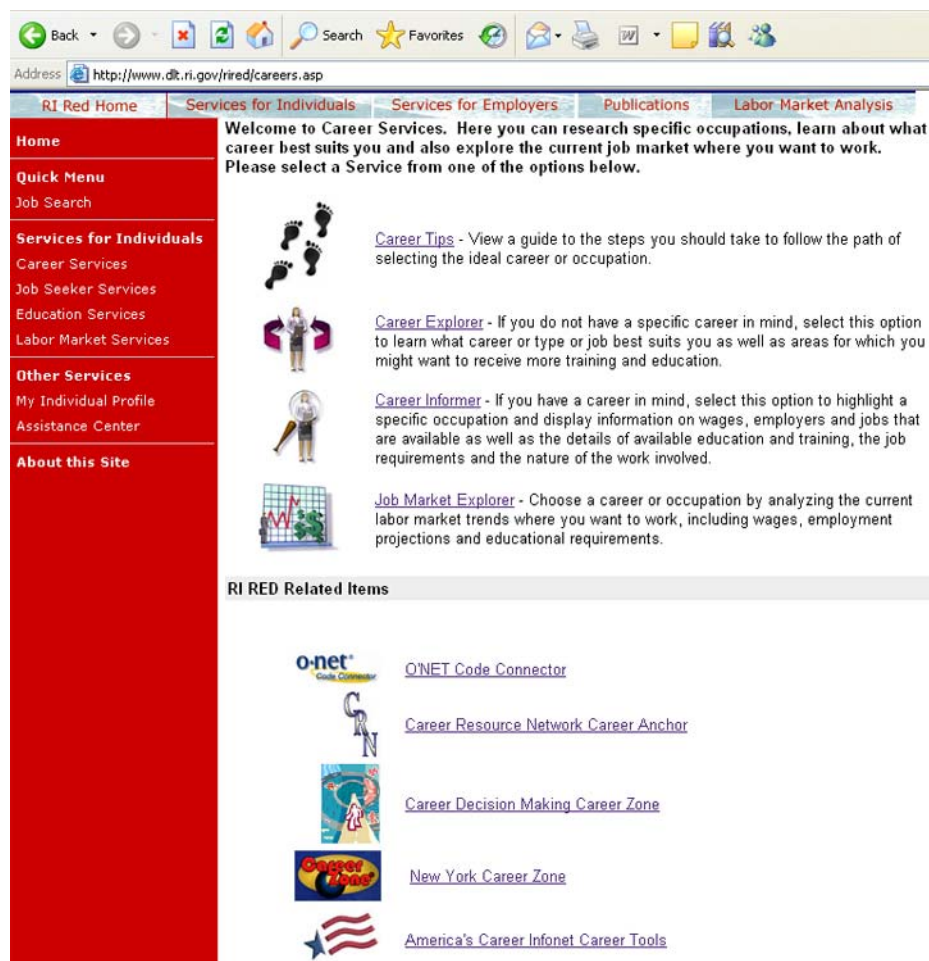 Back
Search
Favorites
Address http://www.dlt.ri.gov/rired/careers.asp
RI Red Home Services for Individuals Services for Employers Publications Labor Market Analysis
Home
Quick Menu
Job Search
Services for Individuals
Career Services
Job Seeker Services
Education Services
Labor Market Services
Other Services
My Individual Profile
Assistance Center
About this Site
Welcome to Career Services. Here you can research specific occupations, learn about what
career best suits you and also explore the current job market where you want to work.
Please select a Service from one of the options below.
Career Tips - View a guide to the steps you should take to follow the path of
selecting the ideal career or occupation.
Career Explorer - If you do not have a specific career in mind, select this option
to learn what career or type or job best suits you as well as areas for which you
might want to receive more training and education.
Career Informer - If you have a career in mind, select this option to highlight a
specific occupation and display information on wages, employers and jobs that
are available as well as the details of available education and training, the job
requirements and the nature of the work involved.
Job Market Explorer - Choose a career or occupation by analyzing the current
labor market trends where you want to work, including wages, employment
projections and educational requirements.
RI RED Related Items
o·net
Code Connector
O'NET Code Connector
CRN
Career Resource Network Career Anchor
Career Decision Making Career Zone
Career
Zone
New York Career Zone
America's Career Infonet Career Tools